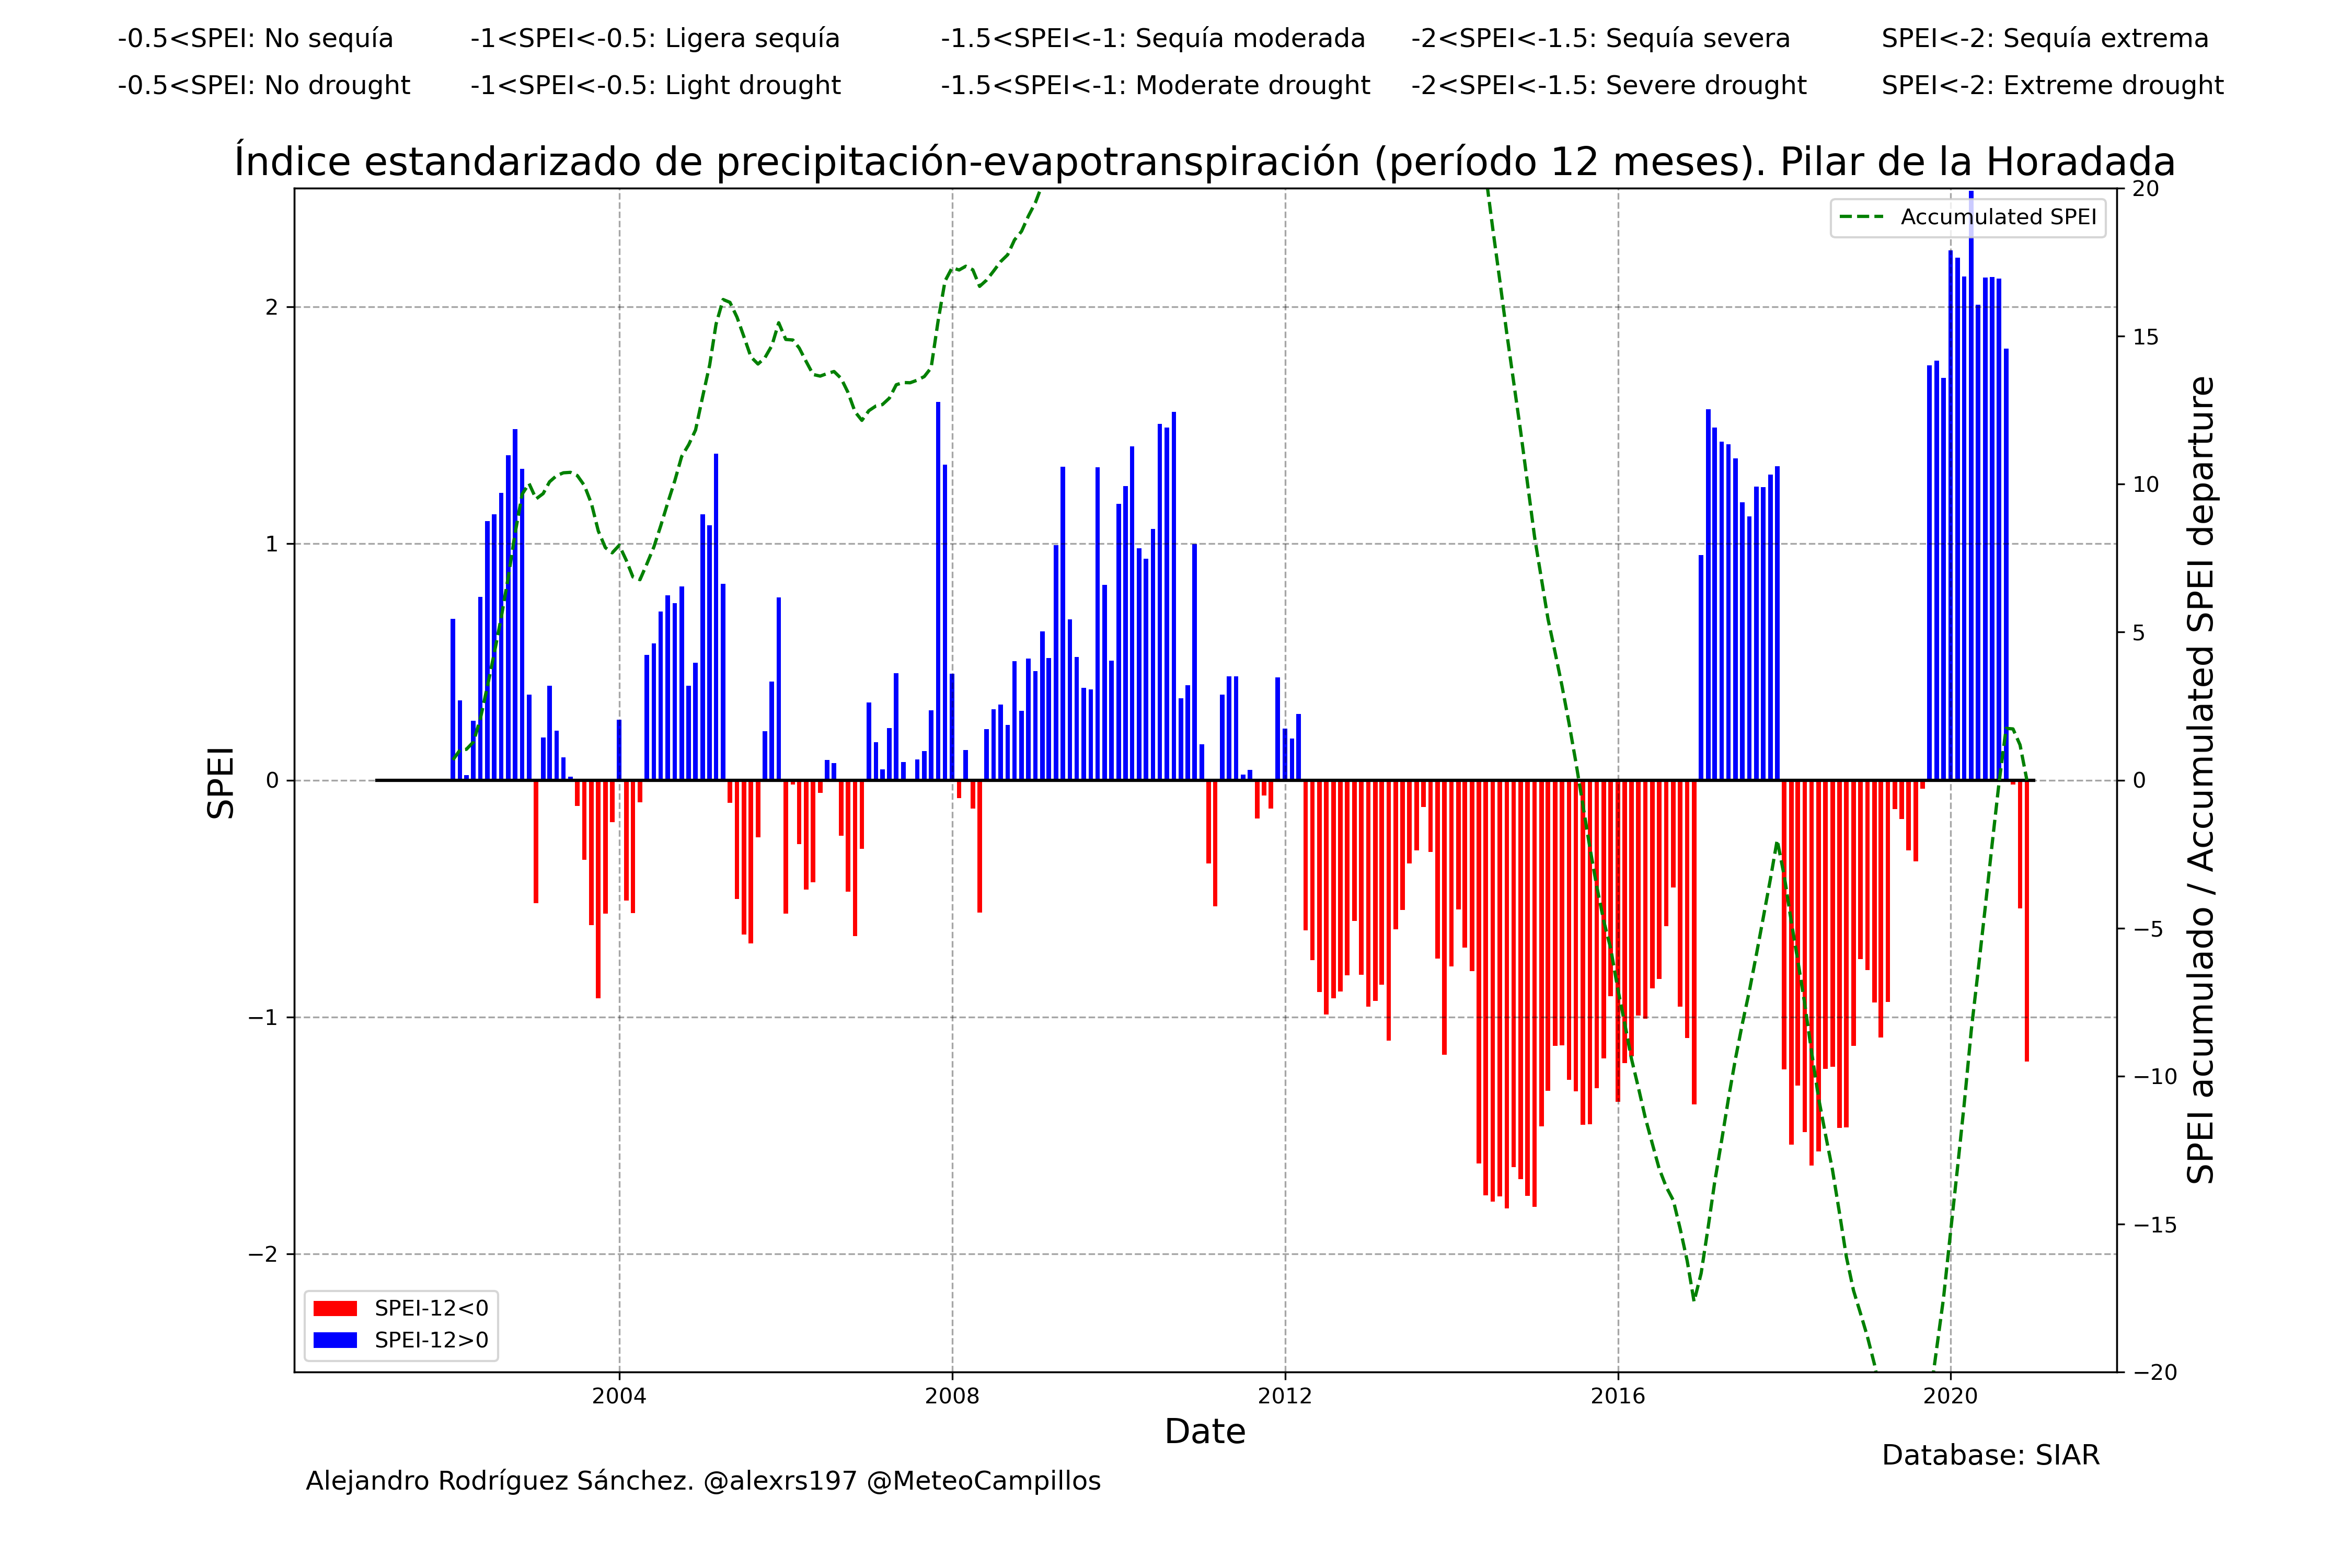 -0.5<SPEI: No sequía -1<SPEI<-0.5: Ligera sequía -1.5<SPEI<-1: Sequía moderada -2<SPEI<-1.5: Sequía severa SPEI<-2: Sequía extrema
-0.5<SPEI: No drought -1<SPEI<-0.5: Light drought -1.5<SPEI<-1: Moderate drought -2<SPEI<-1.5: Severe drought SPEI<-2: Extreme drought
Índice estandarizado de precipitación-evapotranspiración (período 12 meses). Pilar de la Horadada
Accumulated SPEI
SPEI
2
1
0
−1
−2
20
15
10
5
0
−5
−10
−15
−20
SPEI acumulado / Accumulated SPEI departure
SPEI-12<0
SPEI-12>0
2004 2008 2012 2016 2020
Date
Database: SIAR
Alejandro Rodríguez Sánchez. @alexrs197 @MeteoCampillos